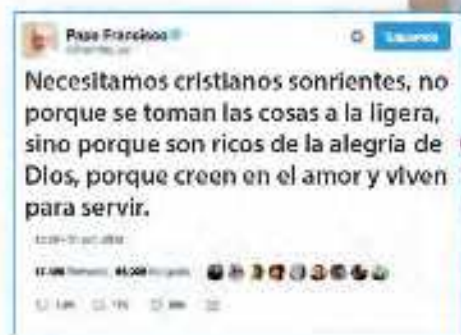 Papa Francisco
Necesitamos cristianos sonrientes, no
porque se toman las cosas a la ligera,
sino porque son ricos de la alegría de
Dios, porque creen en el amor y viven
para servir.